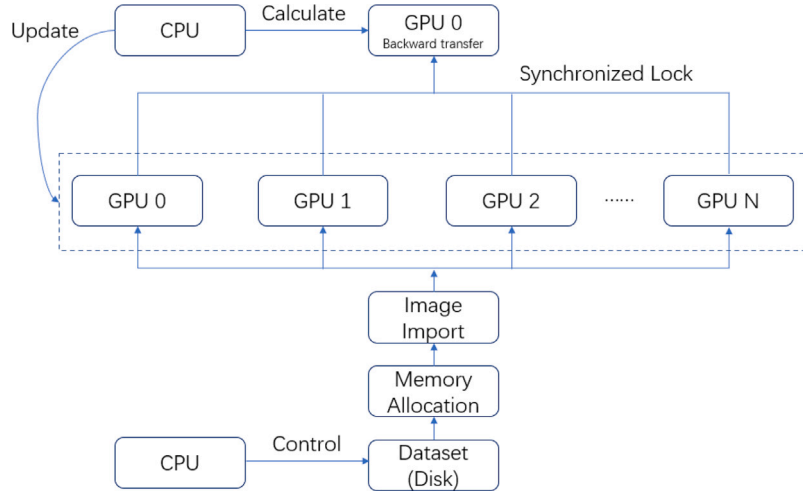 Update
CPU
Calculate
GPU 0
Backward transfer
Synchronized Lock
GPU 0
GPU 1
GPU 2
......
GPU N
Image
Import
Memory
Allocation
CPU
Control
Dataset
(Disk)